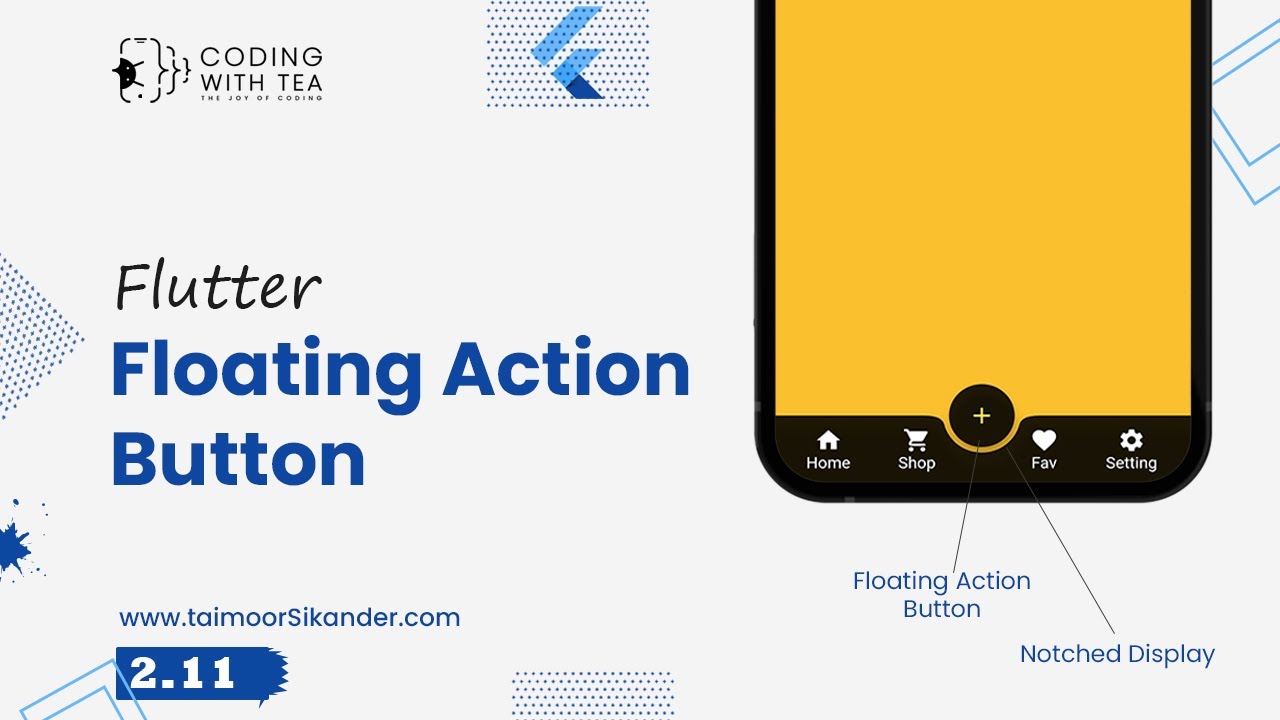 CODING
WITH TEA
THE JOY OF CODING
Flutter
Floating Action
Button
www.taimoorSikander.com
2.11
Home
Shop
+
Fav
Setting
Floating Action
Button
Notched Display